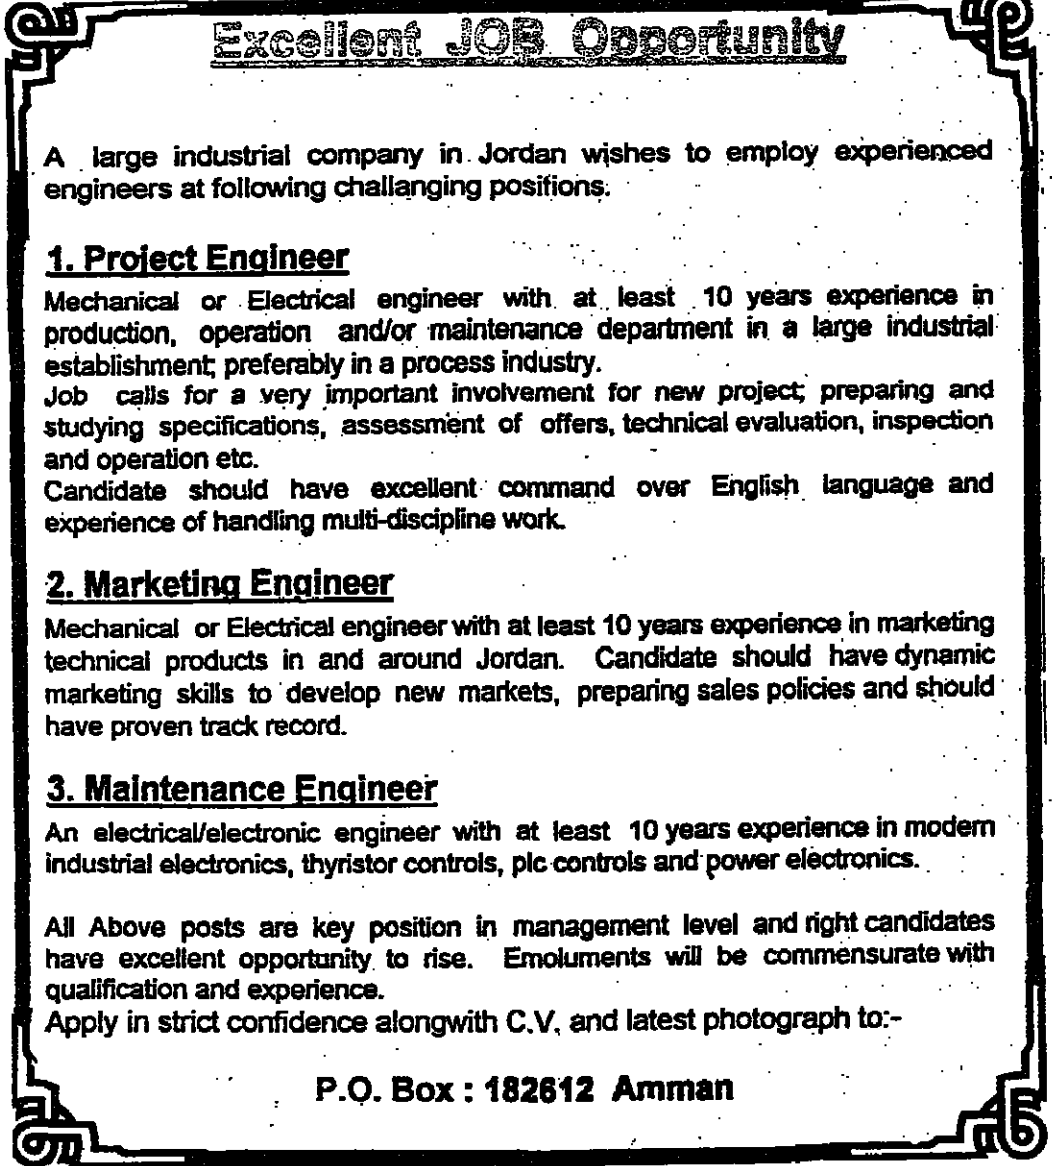 Excellent JOB Opportunity
A large industrial company in Jordan wishes to employ experienced
engineers at following challanging positions.
1. Project Engineer
Mechanical or Electrical engineer with at least 10 years experience in
production, operation and/or maintenance department in a large industrial
establishment; preferably in a process industry.
Job calls for a very important involvement for new project; preparing and
studying specifications, assessment of offers, technical evaluation, inspection
and operation etc.
Candidate should have excellent command over English language and
experience of handling multi-discipline work.
2. Marketing Engineer
Mechanical or Electrical engineer with at least 10 years experience in marketing
technical products in and around Jordan. Candidate should have dynamic
marketing skills to develop new markets, preparing sales policies and should
have proven track record.
3. Maintenance Engineer
An electrical/electronic engineer with at least 10 years experience in modern
industrial electronics, thyristor controls, plc controls and power electronics.
All Above posts are key position in management level and right candidates
have excellent opportunity to rise. Emoluments will be commensurate with
qualification and experience.
Apply in strict confidence alongwith C.V, and latest photograph to:-
P.O. Box : 182612 Amman